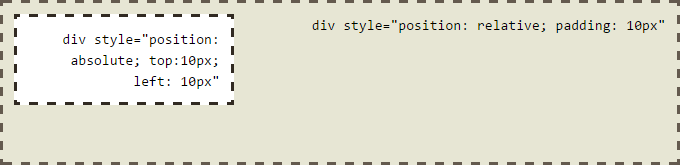 div style="position: relative; padding: 10px"
div style="position:
absolute; top:10px;
left: 10px"